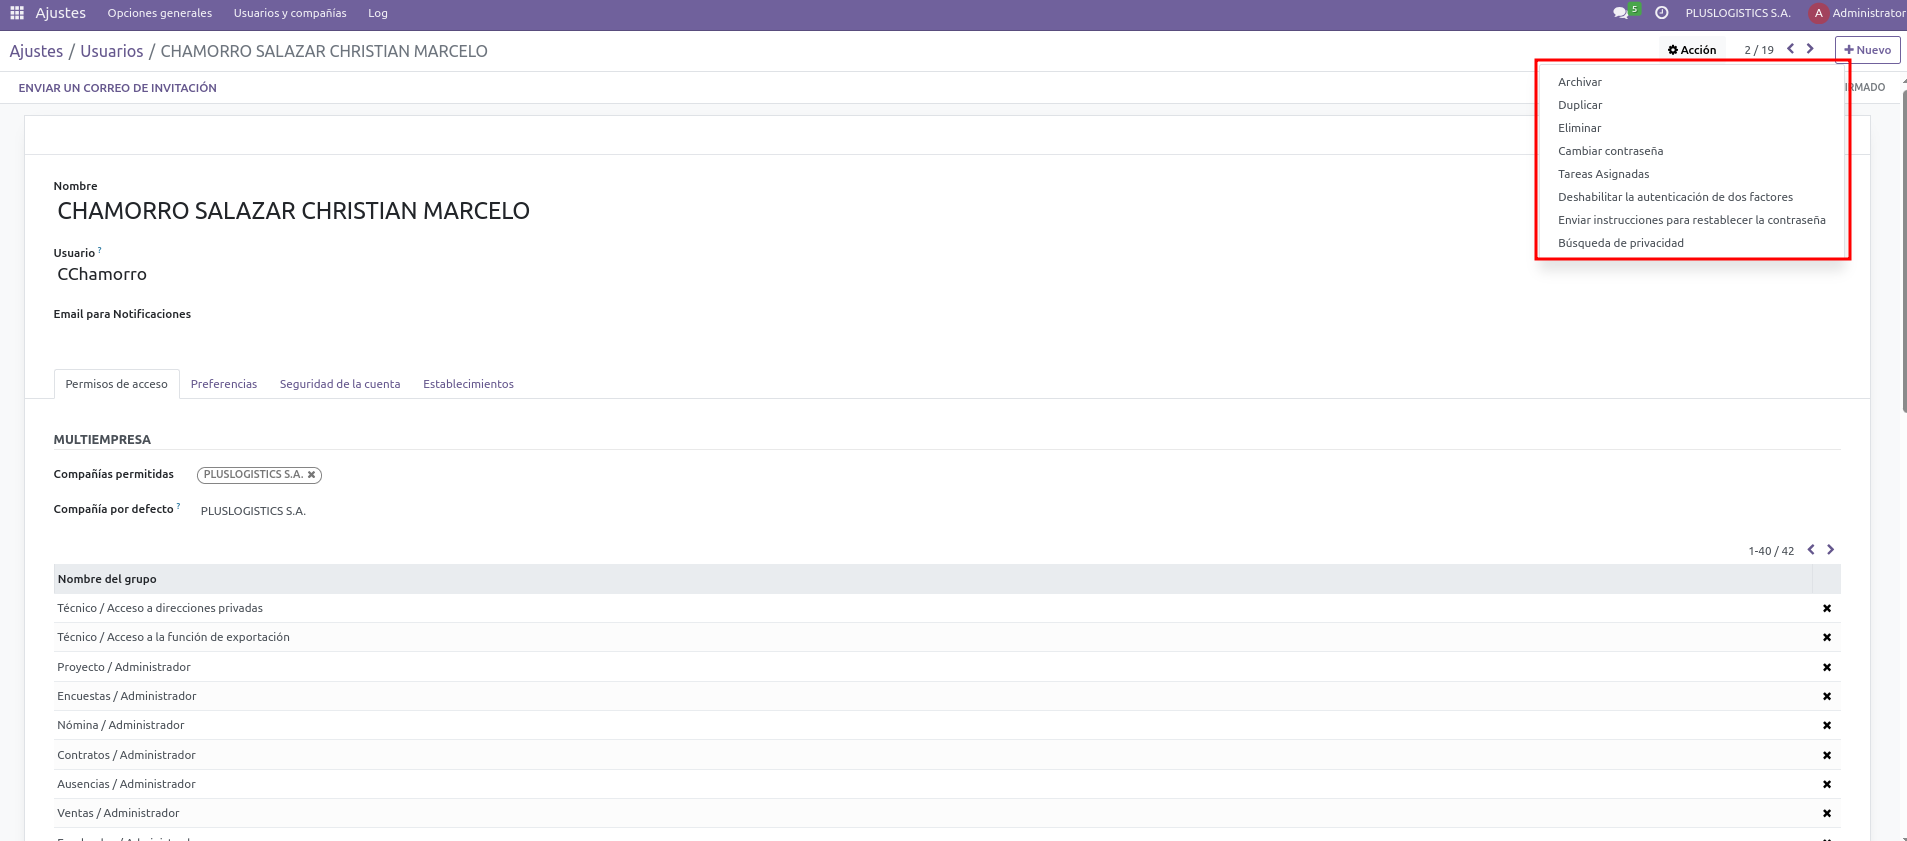 Ajustes Opciones generales Usuarios y compañías Log 5 PLUSLOGISTICS S.A. A Administrator
Ajustes / Usuarios / CHAMORRO SALAZAR CHRISTIAN MARCELO Acción 2 / 19 Nuevo
ENVIAR UN CORREO DE INVITACIÓN
Archivar
Duplicar
Eliminar
Cambiar contraseña
Tareas Asignadas
Deshabilitar la autenticación de dos factores
Enviar instrucciones para restablecer la contraseña
Búsqueda de privacidad
Nombre
CHAMORRO SALAZAR CHRISTIAN MARCELO
Usuario ?
CChamorro
Email para Notificaciones
Permisos de acceso Preferencias Seguridad de la cuenta Establecimientos
MULTIEMPRESA
Compañías permitidas PLUSLOGISTICS S.A.
Compañía por defecto ? PLUSLOGISTICS S.A.
1-40 / 42
Nombre del grupo
Técnico / Acceso a direcciones privadas
Técnico / Acceso a la función de exportación
Proyecto / Administrador
Encuestas / Administrador
Nómina / Administrador
Contratos / Administrador
Ausencias / Administrador
Ventas / Administrador